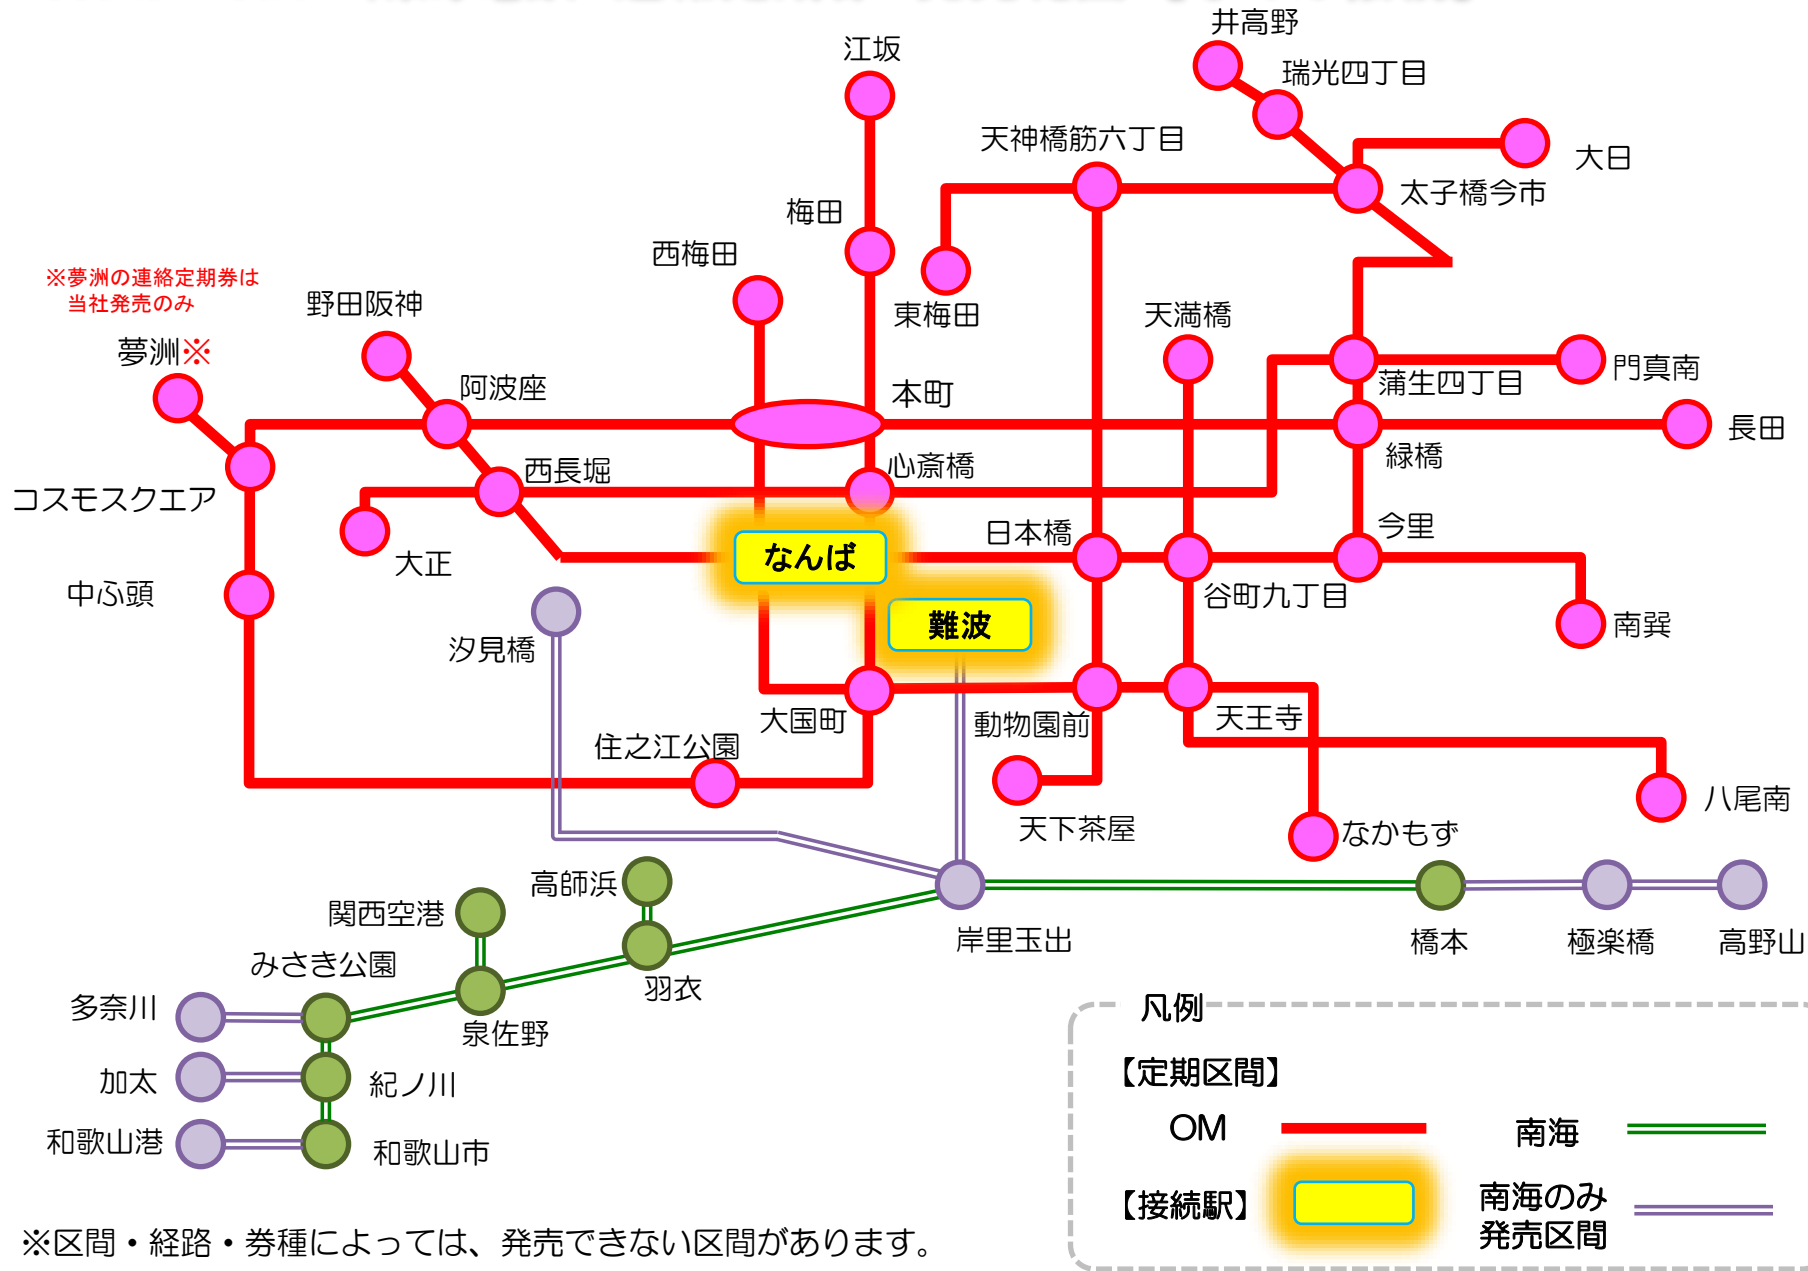 井高野
江坂
瑞光四丁目
天神橋筋六丁目
大日
太子橋今市
梅田
西梅田
※夢洲の連絡定期券は
当社発売のみ
野田阪神
東梅田
天満橋
夢洲※
門真南
蒲生四丁目
阿波座
本町
長田
緑橋
心斎橋
西長堀
コスモスクエア
今里
日本橋
なんば
大正
中ふ頭
谷町九丁目
難波
南巽
汐見橋
大国町
動物園前
天王寺
住之江公園
八尾南
天下茶屋
なかもず
高師浜
関西空港
岸里玉出
橋本
極楽橋
高野山
みさき公園
羽衣
多奈川
泉佐野
加太
紀ノ川
和歌山港
和歌山市
凡例
【定期区間】
OM
南海
【接続駅】
南海のみ
発売区間
※区間・経路・券種によっては、発売できない区間があります。